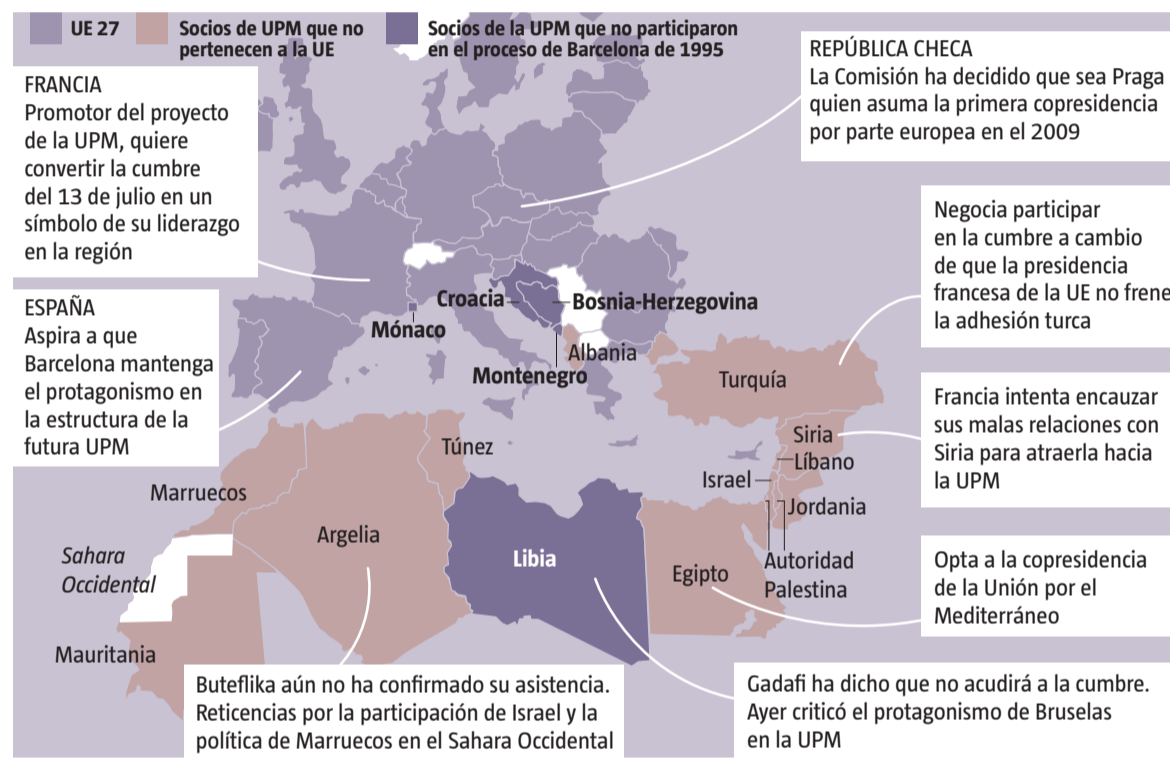 UE 27
Socios de UPM que no
pertenecen a la UE
Socios de la UPM que no participaron
en el proceso de Barcelona de 1995
FRANCIA
Promotor del proyecto
de la UPM, quiere
convertir la cumbre
del 13 de julio en un
símbolo de su liderazgo
en la región
REPÚBLICA CHECA
La Comisión ha decidido que sea Praga
quien asuma la primera copresidencia
por parte europea en el 2009
Negocia participar
en la cumbre a cambio
de que la presidencia
francesa de la UE no frene
la adhesión turca
ESPAÑA
Aspira a que
Barcelona mantenga
el protagonismo en
la estructura de la
futura UPM
Croacia
Bosnia-Herzegovina
Mónaco
Albania
Montenegro
Turquía
Francia intenta encauzar
sus malas relaciones con
Siria para atraerla hacia
la UPM
Siria
Líbano
Israel
Jordania
Autoridad
Palestina
Túnez
Marruecos
Argelia
Libia
Egipto
Sahara
Occidental
Mauritania
Opta a la copresidencia
de la Unión por el
Mediterráneo
Buteflika aún no ha confirmado su asistencia.
Reticencias por la participación de Israel y la
política de Marruecos en el Sahara Occidental
Gadafi ha dicho que no acudirá a la cumbre.
Ayer criticó el protagonismo de Bruselas
en la UPM